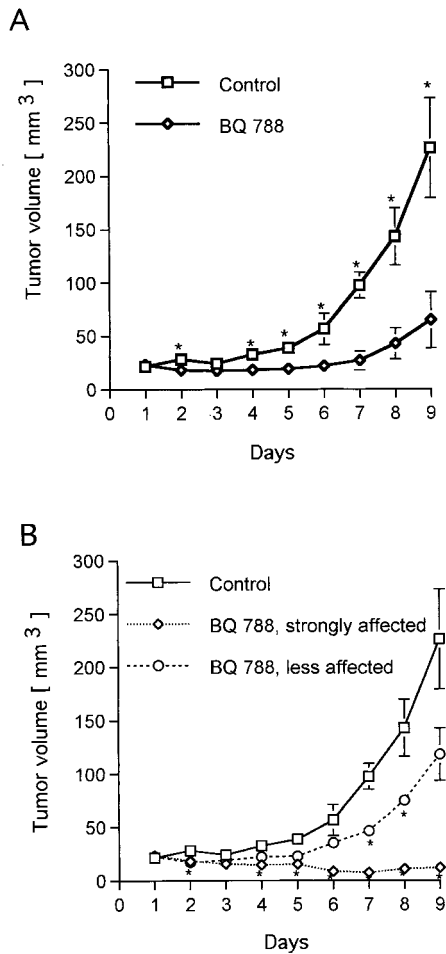 A
300
250
200
150
100
50
0
Tumor volume [ mm 3 ]
Control
BQ 788
*
*
*
*
*
*
*
*
0 1 2 3 4 5 6 7 8 9
Days
B
300
250
200
150
100
50
0
Tumor volume [ mm 3 ]
Control
BQ 788, strongly affected
BQ 788, less affected
*
*
*
*
*
*
*
*
*
0 1 2 3 4 5 6 7 8 9
Days